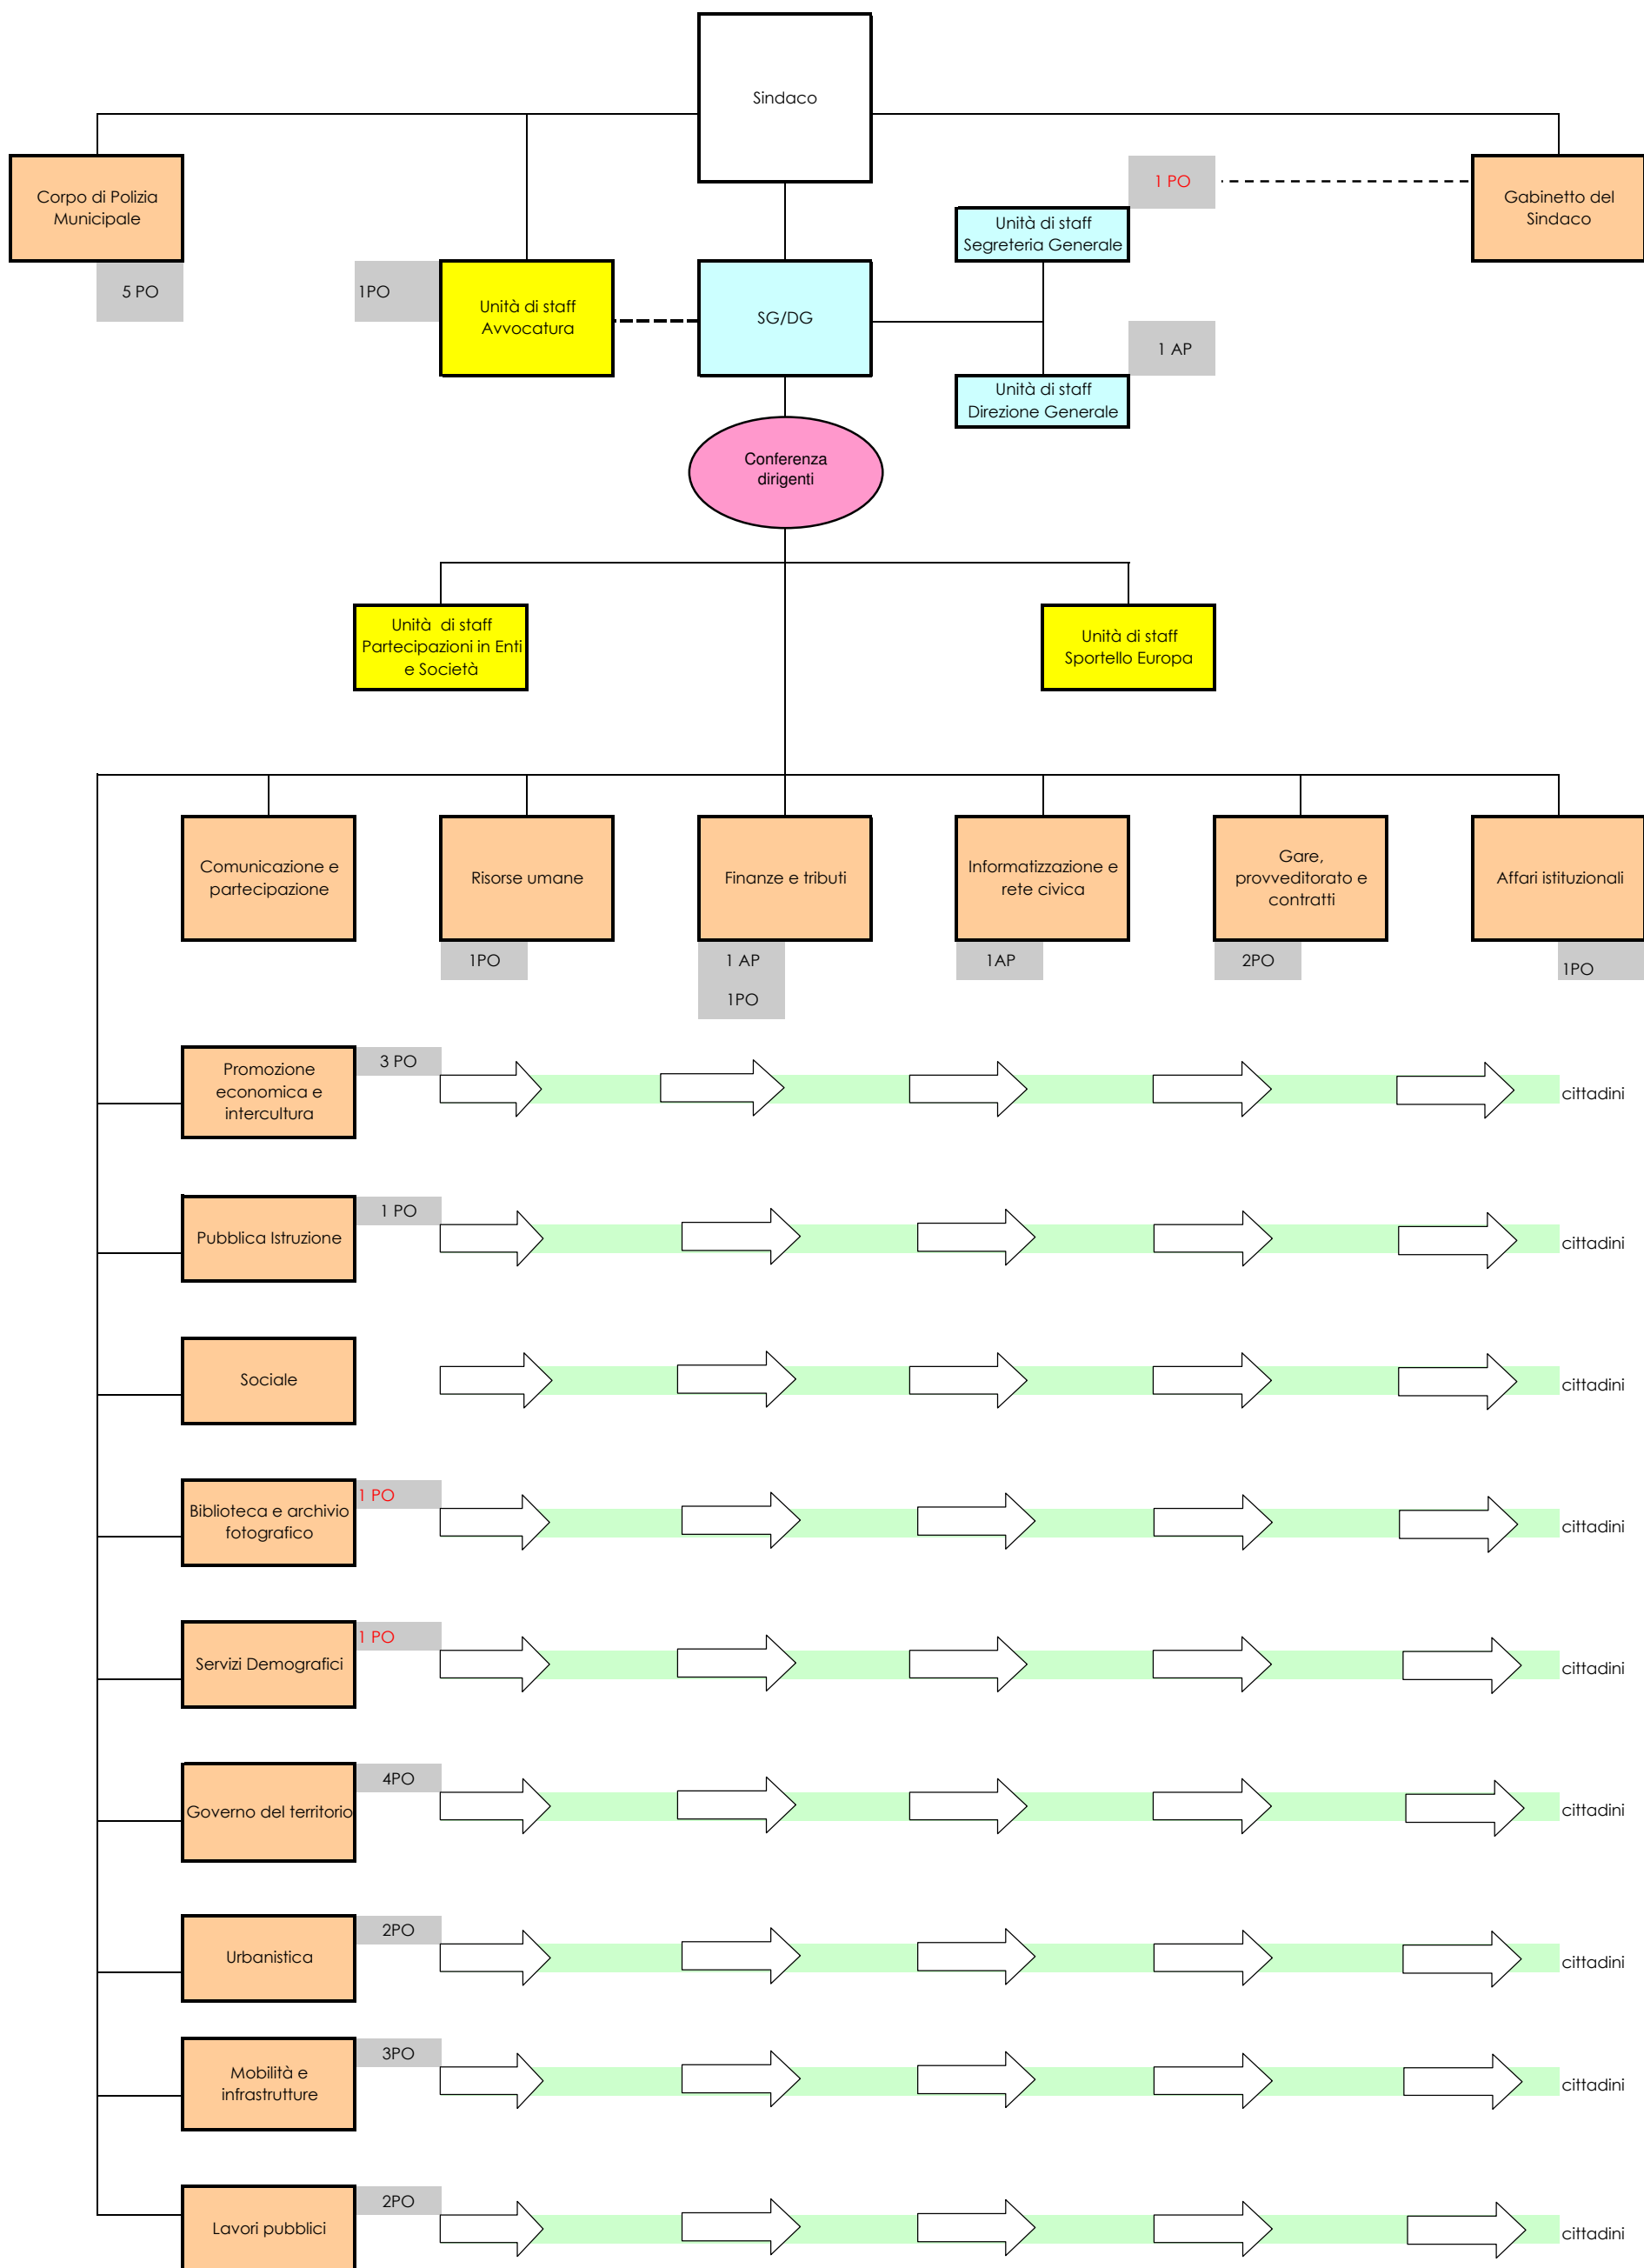 Sindaco
Corpo di Polizia
Municipale
1 PO
Gabinetto del
Sindaco
Unità di staff
Segreteria Generale
5 PO
1PO
Unità di staff
Avvocatura
SG/DG
1 AP
Unità di staff
Direzione Generale
Conferenza
dirigenti
Unità di staff
Partecipazioni in Enti
e Società
Unità di staff
Sportello Europa
Comunicazione e
partecipazione
Risorse umane
Finanze e tributi
Informatizzazione e
rete civica
Gare,
provveditorato e
contratti
Affari istituzionali
1PO
1 AP
1AP
2PO
1PO
1PO
Promozione
economica e
intercultura
3 PO
cittadini
Pubblica Istruzione
1 PO
cittadini
Sociale
cittadini
Biblioteca e archivio
fotografico
1 PO
cittadini
Servizi Demografici
1 PO
cittadini
Governo del territorio
4PO
cittadini
Urbanistica
2PO
cittadini
Mobilità e
infrastrutture
3PO
cittadini
Lavori pubblici
2PO
cittadini